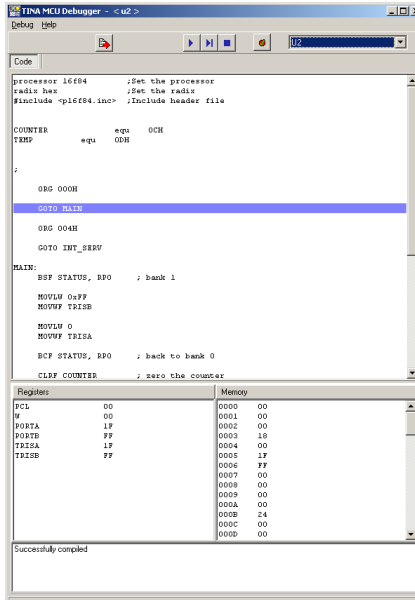 TINA MCU Debugger - < u2 >
Debug Help
U2
Code
processor 16f84 ;Set the processor
radix hex ;Set the radix
#include <p16f84.inc> ;Include header file
COUNTER equ 0CH
TEMP equ 0DH
;
ORG 000H
GOTO MAIN
ORG 004H
GOTO INT_SERV
MAIN:
BSF STATUS, RP0 ; bank 1
MOVLW 0xFF
MOVWF TRISB
MOVLW 0
MOVWF TRISA
BCF STATUS, RP0 ; back to bank 0
CLRF COUNTER ; zero the counter
Registers
PCL 00
W 00
PORTA 1F
PORTB FF
TRISA 1F
TRISB FF
Memory
0000 00
0001 00
0002 00
0003 18
0004 00
0005 1F
0006 FF
0007 00
0008 00
0009 00
000A 00
000B 24
000C 00
000D 00
Successfully compiled